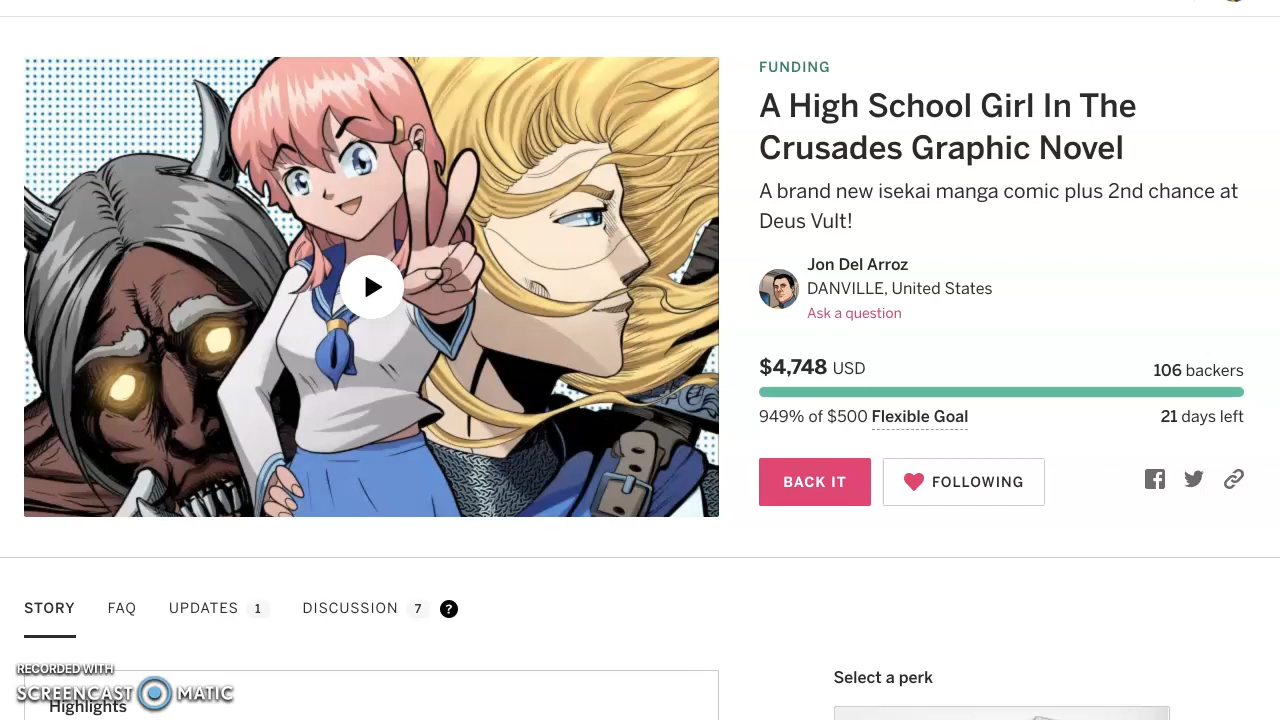 FUNDING
A High School Girl In The
Crusades Graphic Novel
A brand new isekai manga comic plus 2nd chance at
Deus Vult!
Jon Del Arroz
DANVILLE, United States
Ask a question
$4,748 USD
106 backers
949% of $500 Flexible Goal
21 days left
BACK IT
FOLLOWING
STORY FAQ UPDATES 1 DISCUSSION 7 ?
RECORDED WITH
SCREENCAST MATIC
Highlights
Select a perk